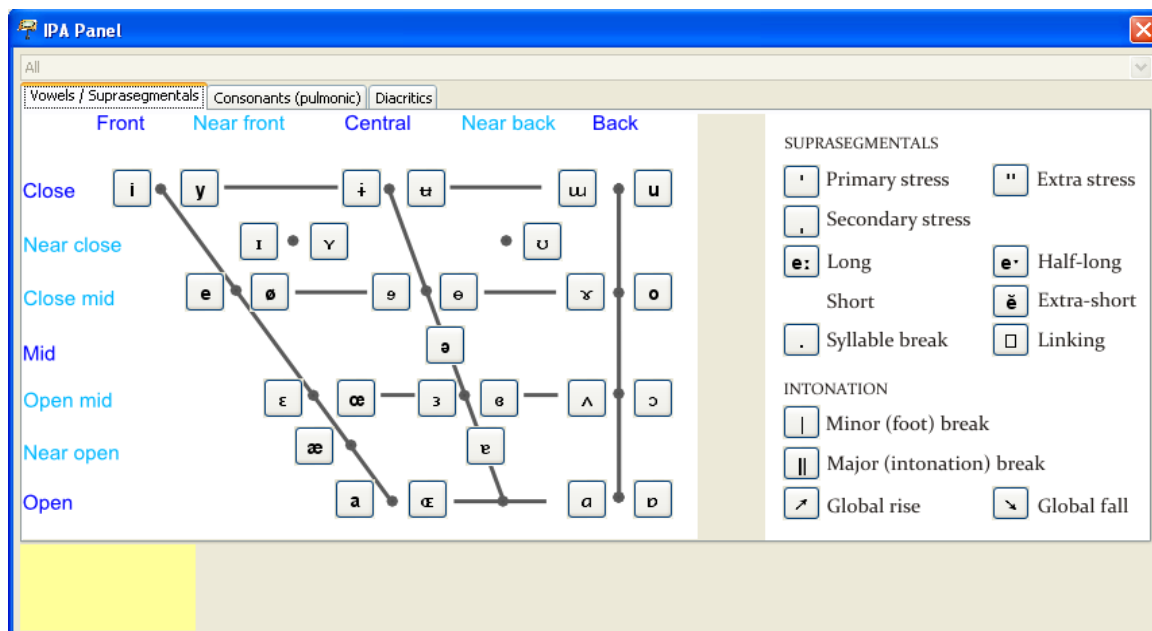 IPA Panel
All
Vowels / Suprasegmentals Consonants (pulmonic) Diacritics
Front Near front Central Near back Back
Close i y ɨ ʉ ɯ u
Near close ɪ ʏ ʊ
Close mid e ø ɘ ɵ ɤ o
Mid ə
Open mid ɛ œ ɜ ɞ ʌ ɔ
Near open æ ɐ
Open a ɶ ɑ ɒ
SUPRASEGMENTALS
ˈ Primary stress ˈˈ Extra stress
ˌ Secondary stress
eː Long eˑ Half-long
Short ĕ Extra-short
. Syllable break Linking
INTONATION
| Minor (foot) break
‖ Major (intonation) break
↗ Global rise ↘ Global fall